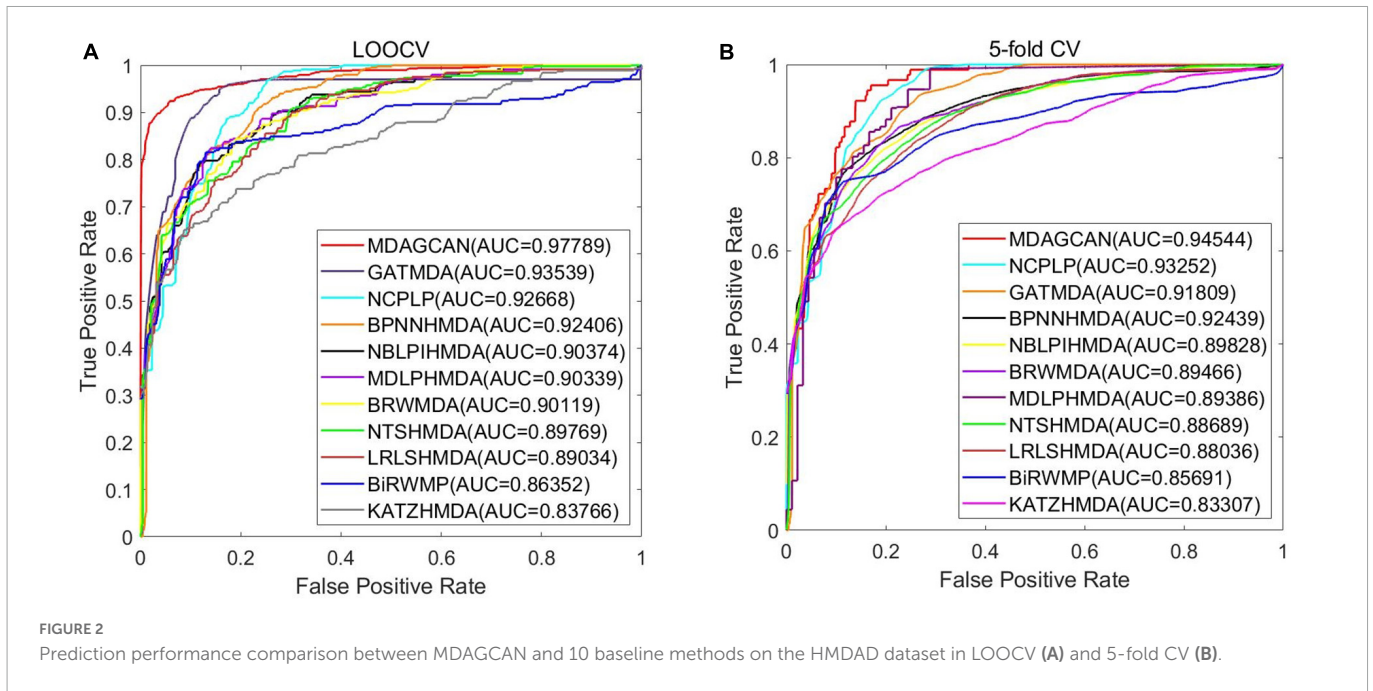 A
LOOCV
True Positive Rate
1
0.9
0.8
0.7
0.6
0.5
0.4
0.3
0.2
0.1
0
MDAGCAN(AUC=0.97789)
GATMDA(AUC=0.93539)
NCPLP(AUC=0.92668)
BPNNHMDA(AUC=0.92406)
NBLPIHMDA(AUC=0.90374)
MDLPHMDA(AUC=0.90339)
BRWMDA(AUC=0.90119)
NTSHMDA(AUC=0.89769)
LRLSHMDA(AUC=0.89034)
BiRWMP(AUC=0.86352)
KATZHMDA(AUC=0.83766)
0 0.2 0.4 0.6 0.8 1
False Positive Rate
B
5-fold CV
True Positive Rate
1
0.8
0.6
0.4
0.2
0
MDAGCAN(AUC=0.94544)
NCPLP(AUC=0.93252)
GATMDA(AUC=0.91809)
BPNNHMDA(AUC=0.92439)
NBLPIHMDA(AUC=0.89828)
BRWMDA(AUC=0.89466)
MDLPHMDA(AUC=0.89386)
NTSHMDA(AUC=0.88689)
LRLSHMDA(AUC=0.88036)
BiRWMP(AUC=0.85691)
KATZHMDA(AUC=0.83307)
0 0.2 0.4 0.6 0.8 1
False Positive Rate
FIGURE 2
Prediction performance comparison between MDAGCAN and 10 baseline methods on the HMDAD dataset in LOOCV (A) and 5-fold CV (B).